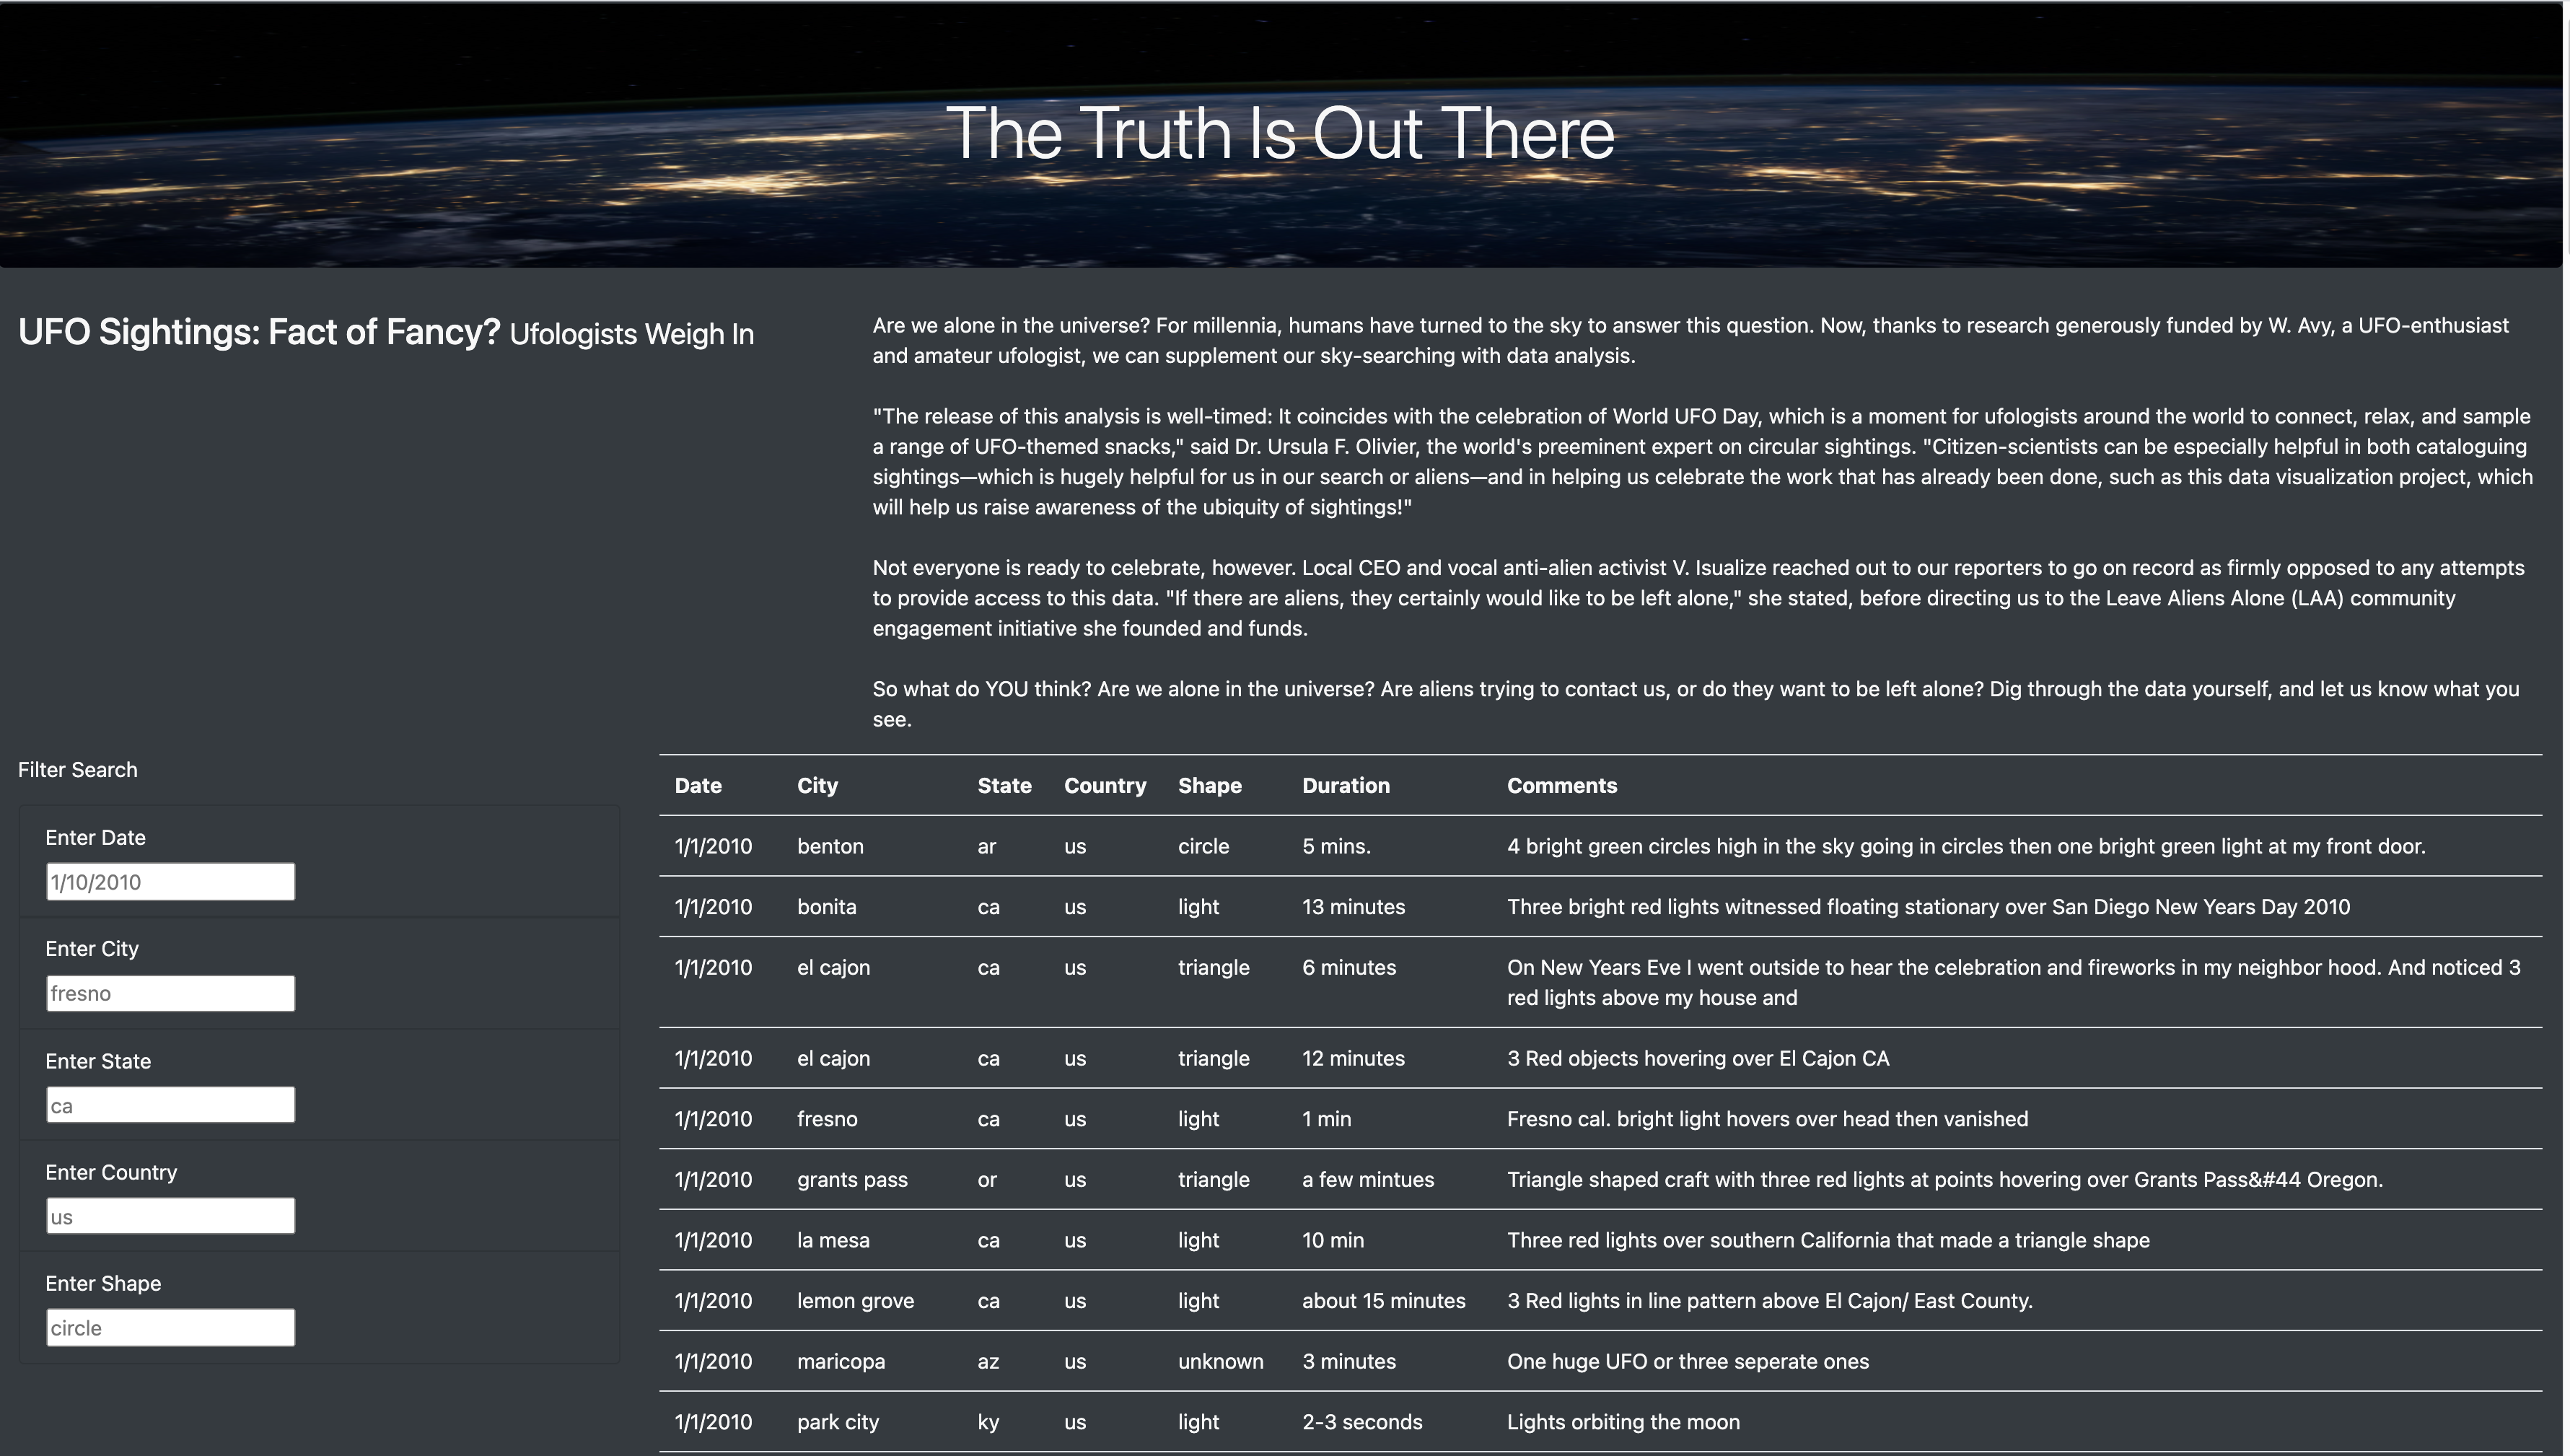 The Truth Is Out There
UFO Sightings: Fact of Fancy? Ufologists Weigh In
Are we alone in the universe? For millennia, humans have turned to the sky to answer this question. Now, thanks to research generously funded by W. Avy, a UFO-enthusiast
and amateur ufologist, we can supplement our sky-searching with data analysis.
"The release of this analysis is well-timed: It coincides with the celebration of World UFO Day, which is a moment for ufologists around the world to connect, relax, and sample
a range of UFO-themed snacks," said Dr. Ursula F. Olivier, the world's preeminent expert on circular sightings. "Citizen-scientists can be especially helpful in both cataloguing
sightings—which is hugely helpful for us in our search or aliens—and in helping us celebrate the work that has already been done, such as this data visualization project, which
will help us raise awareness of the ubiquity of sightings!"
Not everyone is ready to celebrate, however. Local CEO and vocal anti-alien activist V. Isualize reached out to our reporters to go on record as firmly opposed to any attempts
to provide access to this data. "If there are aliens, they certainly would like to be left alone," she stated, before directing us to the Leave Aliens Alone (LAA) community
engagement initiative she founded and funds.
So what do YOU think? Are we alone in the universe? Are aliens trying to contact us, or do they want to be left alone? Dig through the data yourself, and let us know what you
see.
Filter Search
Enter Date
1/10/2010
Enter City
fresno
Enter State
ca
Enter Country
us
Enter Shape
circle
Date City State Country Shape Duration Comments
1/1/2010 benton ar us circle 5 mins. 4 bright green circles high in the sky going in circles then one bright green light at my front door.
1/1/2010 bonita ca us light 13 minutes Three bright red lights witnessed floating stationary over San Diego New Years Day 2010
1/1/2010 el cajon ca us triangle 6 minutes On New Years Eve I went outside to hear the celebration and fireworks in my neighbor hood. And noticed 3
red lights above my house and
1/1/2010 el cajon ca us triangle 12 minutes 3 Red objects hovering over El Cajon CA
1/1/2010 fresno ca us light 1 min Fresno cal. bright light hovers over head then vanished
1/1/2010 grants pass or us triangle a few mintues Triangle shaped craft with three red lights at points hovering over Grants Pass&#44 Oregon.
1/1/2010 la mesa ca us light 10 min Three red lights over southern California that made a triangle shape
1/1/2010 lemon grove ca us light about 15 minutes 3 Red lights in line pattern above El Cajon/ East County.
1/1/2010 maricopa az us unknown 3 minutes One huge UFO or three seperate ones
1/1/2010 park city ky us light 2-3 seconds Lights orbiting the moon